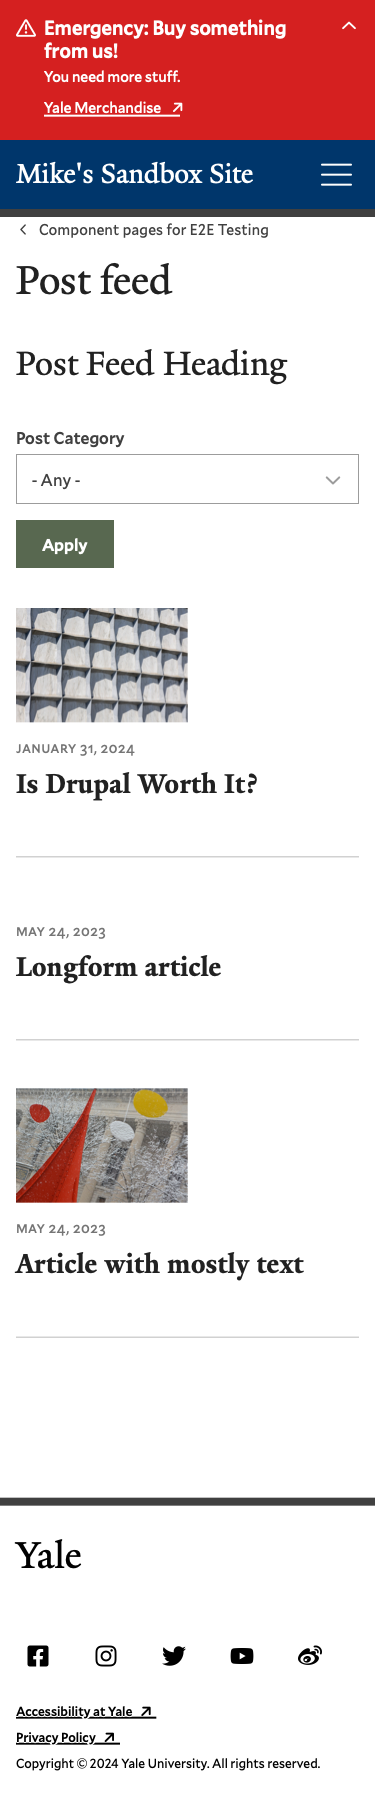 Emergency: Buy something
from us!
You need more stuff.
Yale Merchandise
Mike's Sandbox Site
Component pages for E2E Testing
Post feed
Post Feed Heading
Post Category
- Any -
Apply
JANUARY 31, 2024
Is Drupal Worth It?
MAY 24, 2023
Longform article
MAY 24, 2023
Article with mostly text
Yale
Accessibility at Yale
Privacy Policy
Copyright © 2024 Yale University. All rights reserved.